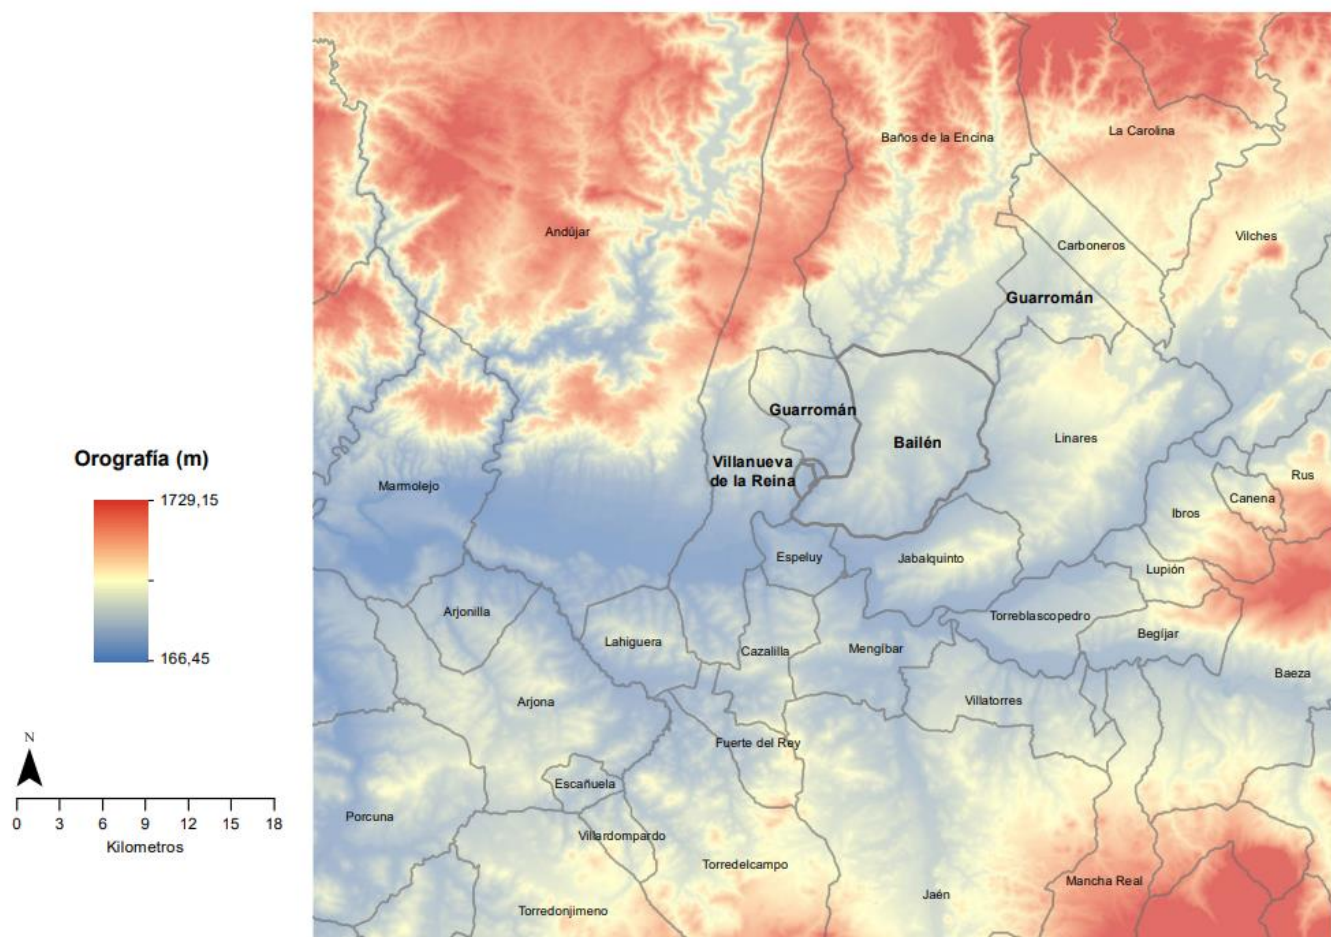 Baños de la Encina
La Carolina
Andújar
Vilches
Carboneros
Guarromán
Guarromán
Bailén
Linares
Villanueva
de la Reina
Marmolejo
Rus
Canena
Ibros
Espeluy
Jabalquinto
Lupión
Arjonilla
Torreblascopedro
Begíjar
Lahiguera
Cazalilla
Mengíbar
Baeza
Arjona
Villatorres
Fuerte del Rey
Escañuela
Porcuna
Villardompardo
Torredelcampo
Mancha Real
Jaén
Torredonjimeno
Orografía (m)
1729,15
166,45
N
0 3 6 9 12 15 18
Kilometros